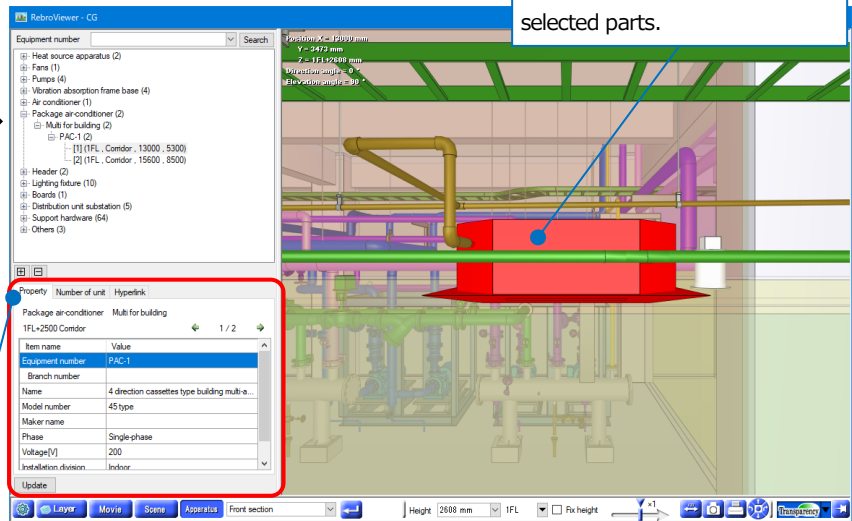 selected parts.
RebroViewer - CG
Equipment number Search
Heat source apparatus (2)
Fans (1)
Pumps (4)
Vibration absorption frame base (4)
Air conditioner (1)
Package air-conditioner (2)
Multi for building (2)
PAC-1 (2)
[1] (1FL , Corridor , 13000 , 5300)
[2] (1FL , Corridor , 15600 , 8500)
Header (2)
Lighting fixture (10)
Boards (1)
Distribution unit substation (5)
Support hardware (64)
Others (3)
Position X = 13000 mm
Y = 3473 mm
Z = 1FL+2608 mm
Direction angle = 0 °
Elevation angle = 90 °
Property Number of unit Hyperlink
Package air-conditioner Multi for building
1FL+2500 Corridor 1 / 2
Item name Value
Equipment number PAC-1
Branch number
Name 4 direction cassettes type building multi-a...
Model number 45 type
Maker name
Phase Single-phase
Voltage[V] 200
Installation division Indoor
Update
Layer Movie Scene Apparatus Front section Height 2608 mm 1FL Fix height ×1 Transparency